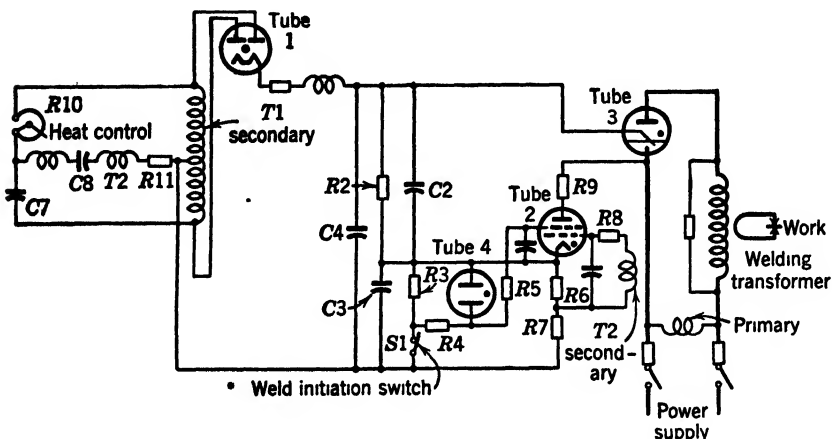 Tube
1
R10
Heat control
T1
secondary
C8 T2 R11
C7
R2
C2
C4
C3
Tube 4
R3
R4
R5
S1
Weld initiation switch
Tube
2
R9
R8
R6
R7
T2
second-
ary
Tube
3
Work
Welding
transformer
Primary
Power
supply